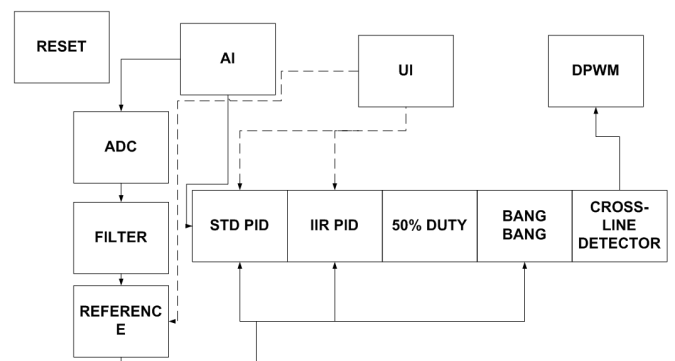 RESET
AI
UI
DPWM
ADC
STD PID
IIR PID
50% DUTY
BANG
BANG
CROSS-
LINE
DETECTOR
FILTER
REFERENC
E